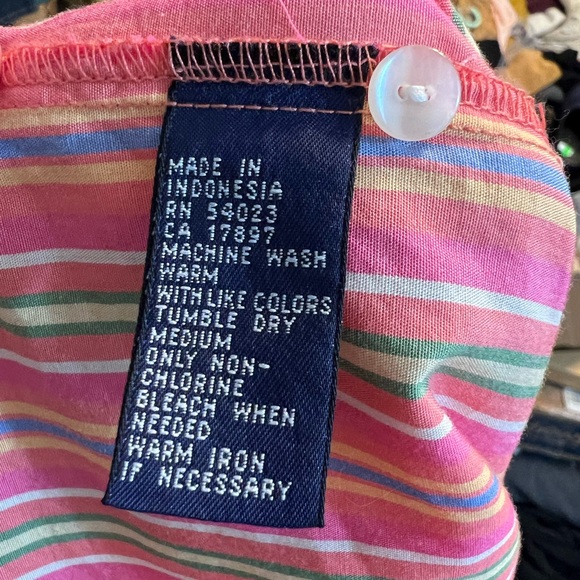 MADE IN
INDONESIA
RN 54023
CA 17897
MACHINE WASH
WARM
WITH LIKE COLORS
TUMBLE DRY
MEDIUM
ONLY NON-
CHLORINE
BLEACH WHEN
NEEDED
WARM IRON
IF NECESSARY